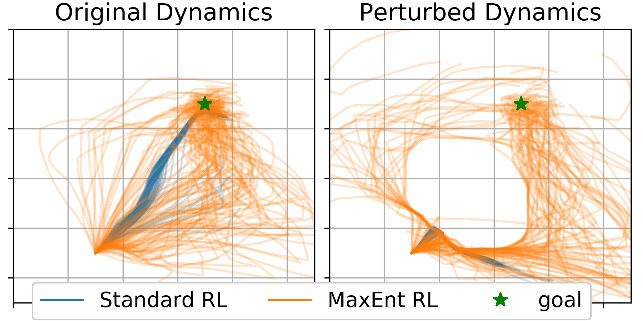 Original Dynamics
Perturbed Dynamics
Standard RL
MaxEnt RL
goal